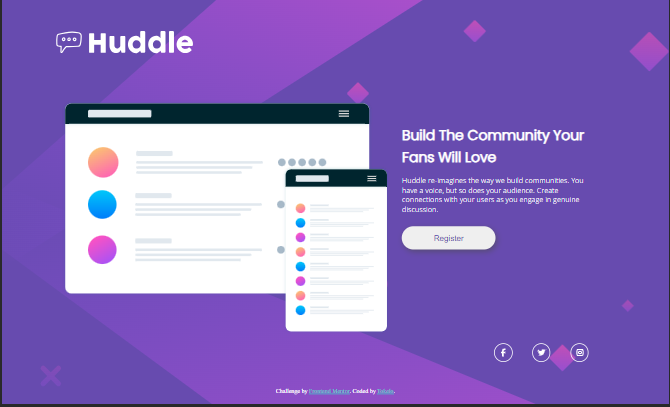 Huddle
Build The Community Your
Fans Will Love
Huddle re-imagines the way we build communities. You
have a voice, but so does your audience. Create
connections with your users as you engage in genuine
discussion.
Register
Challenge by Frontend Mentor. Coded by